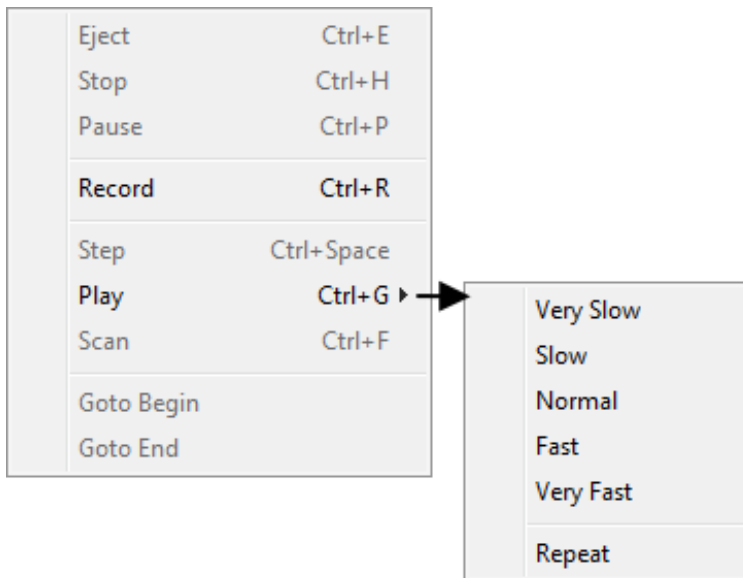 Eject Ctrl+E
Stop Ctrl+H
Pause Ctrl+P
Record Ctrl+R
Step Ctrl+Space
Play Ctrl+G
Scan Ctrl+F
Goto Begin
Goto End
Very Slow
Slow
Normal
Fast
Very Fast
Repeat